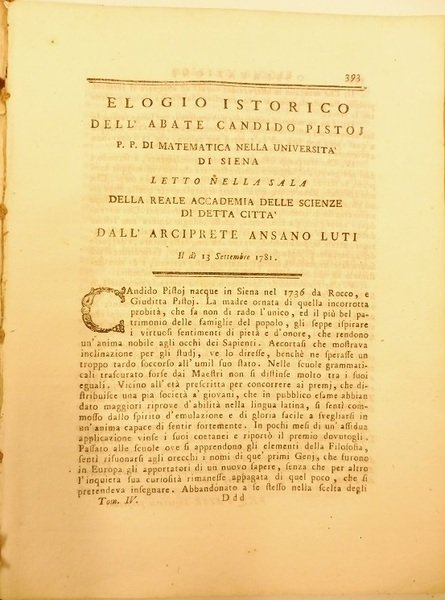 393
ELOGIO ISTORICO
DELL' ABATE CANDIDO PISTOJ
P. P. DI MATEMATICA NELLA UNIVERSITA'
DI SIENA
LETTO NELLA SALA
DELLA REALE ACCADEMIA DELLE SCIENZE
DI DETTA CITTA'
DALL' ARCIPRETE ANSANO LUTI
Il dì 13 Settembre 1781.
CAndido Piſtoj nacque in Siena nel 1736 da Rocco, e
Giuditta Piſtoj. La madre ornata di quella incorrotta
probità, che fa non di rado l'unico, ed il più bel pa-
trimonio delle famiglie del popolo, gli ſeppe iſpirare
i virtuoſi ſentimenti di pietà e d'onore, che rendono
un'anima nobile agli occhi dei Sapienti. Accortaſi che moſtrava
inclinazione per gli ſtudj, ve lo direſſe, benchè ne ſperaſſe un
troppo tardo ſoccorſo all'umil ſuo ſtato. Nelle ſcuole grammati-
cali traſcurato forſe dai Maeſtri non ſi diſtinſe molto tra i ſuoi
eguali. Vicino all'età preſcritta per concorrere ai premj, che di-
ſtribuiſce una pia ſocietà a' giovani, che in pubblico eſame abbian
dato maggiori riprove d'abilità nella lingua latina, ſi ſentì com-
moſſo dallo ſpirito d'emulazione e di gloria facile a ſvegliarſi in
un'anima capace di ſentir fortemente. In pochi meſi di un'aſſidua
applicazione vinſe i ſuoi coetanei e riportò il premio dovutogli.
Paſſato alle ſcuole ove ſi apprendono gli elementi della Filoſofia,
ſentì riſuonarſi agli orecchi i nomi di que' primi Genj, che furono
in Europa gli apportatori di un nuovo ſapere, ſenza che per altro
l'inquieta ſua curioſità rimaneſſe appagata di quel poco, che ſi
pretendeva inſegnare. Abbandonato a ſe ſteſſo nella ſcelta degli
Tom. IV. D d d